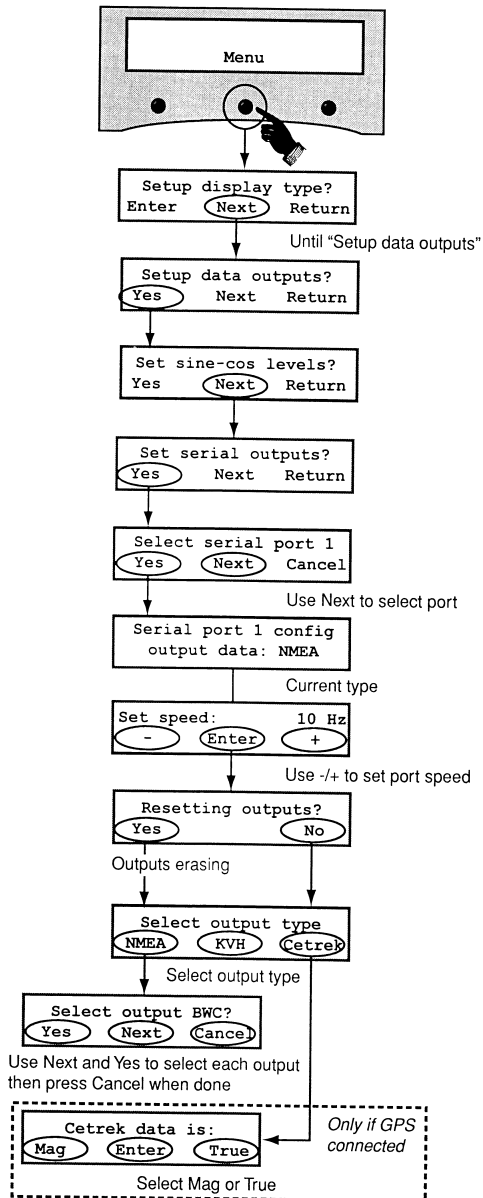 Menu
Setup display type?
Enter Next Return
Until “Setup data outputs”
Setup data outputs?
Yes Next Return
Set sine-cos levels?
Yes Next Return
Set serial outputs?
Yes Next Return
Select serial port 1
Yes Next Cancel
Use Next to select port
Serial port 1 config
output data: NMEA
Current type
Set speed: 10 Hz
- Enter +
Use -/+ to set port speed
Resetting outputs?
Yes No
Outputs erasing
Select output type
NMEA KVH Cetrek
Select output type
Select output BWC?
Yes Next Cancel
Use Next and Yes to select each output
then press Cancel when done
Only if GPS
connected
Cetrek data is:
Mag Enter True
Select Mag or True